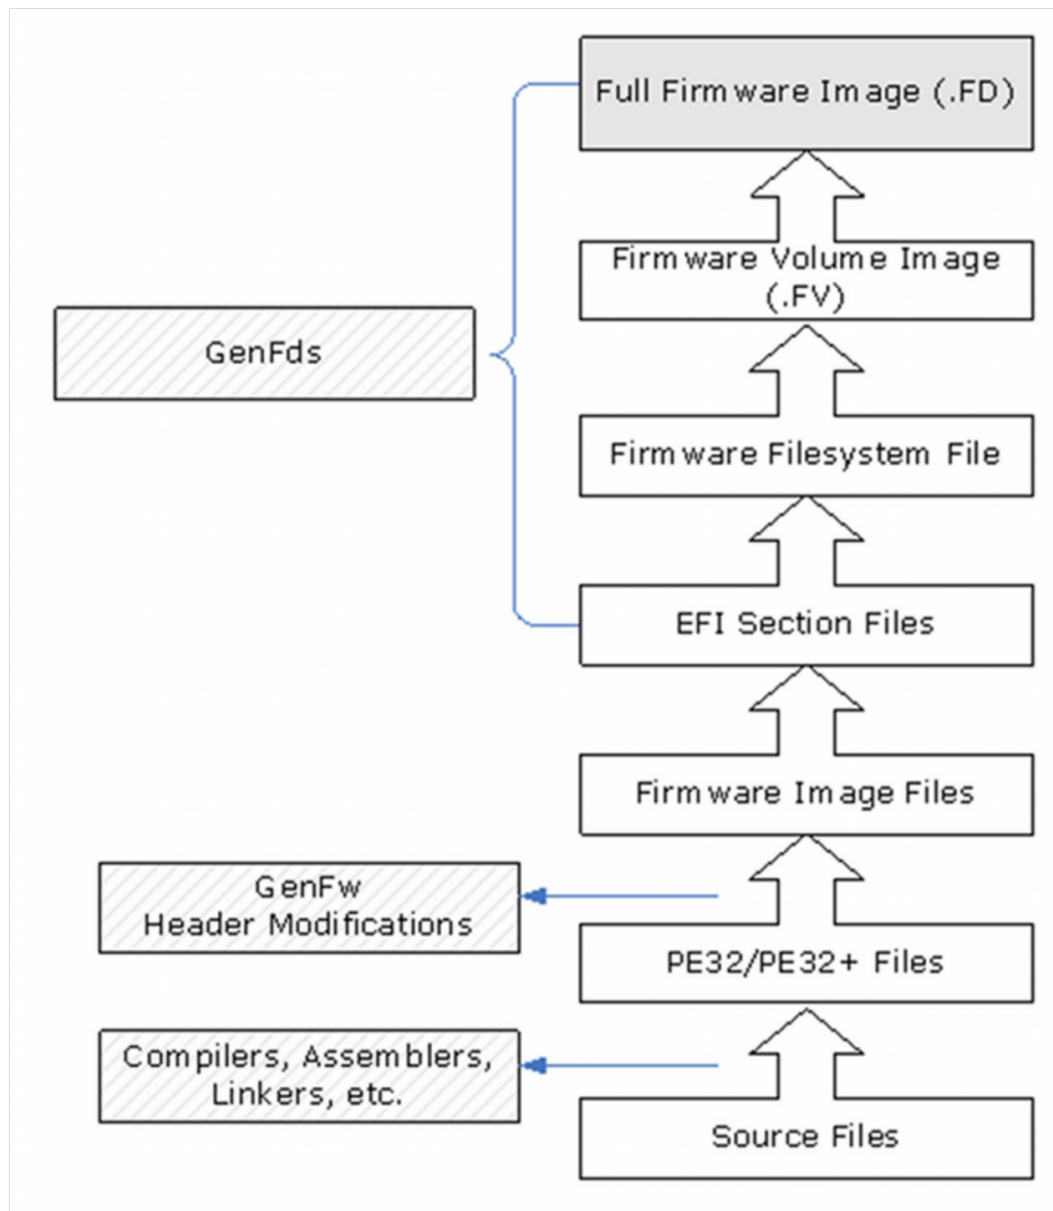 Full Firmware Image (.FD)
Firmware Volume Image
(.FV)
GenFds
Firmware Filesystem File
EFI Section Files
Firmware Image Files
GenFw
Header Modifications
PE32/PE32+ Files
Compilers, Assemblers,
Linkers, etc.
Source Files